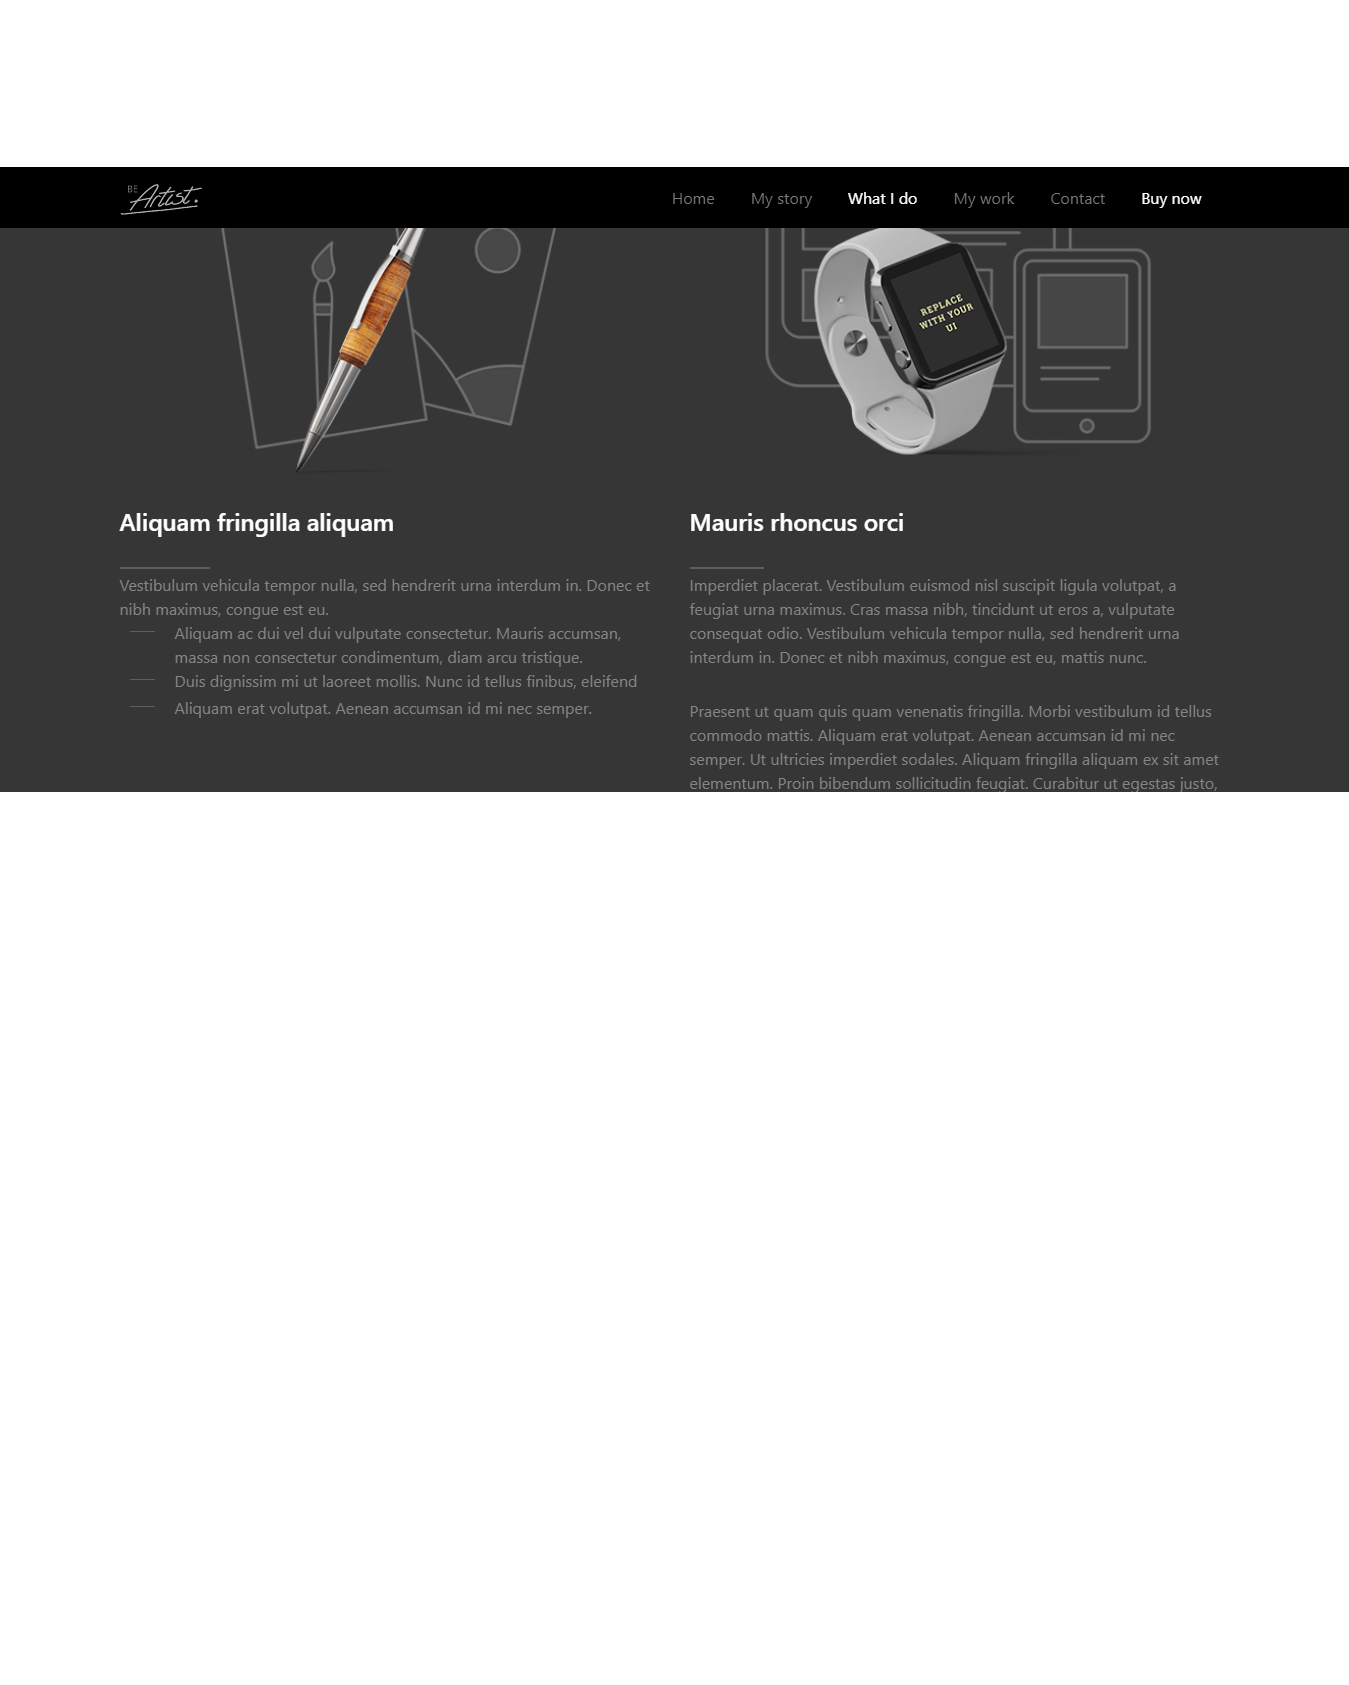 BE
Artist.
Home My story What I do My work Contact Buy now
REPLACE
WITH YOUR
UI
Aliquam fringilla aliquam
Vestibulum vehicula tempor nulla, sed hendrerit urna interdum in. Donec et
nibh maximus, congue est eu.
Aliquam ac dui vel dui vulputate consectetur. Mauris accumsan,
massa non consectetur condimentum, diam arcu tristique.
Duis dignissim mi ut laoreet mollis. Nunc id tellus finibus, eleifend
Aliquam erat volutpat. Aenean accumsan id mi nec semper.
Mauris rhoncus orci
Imperdiet placerat. Vestibulum euismod nisl suscipit ligula volutpat, a
feugiat urna maximus. Cras massa nibh, tincidunt ut eros a, vulputate
consequat odio. Vestibulum vehicula tempor nulla, sed hendrerit urna
interdum in. Donec et nibh maximus, congue est eu, mattis nunc.
Praesent ut quam quis quam venenatis fringilla. Morbi vestibulum id tellus
commodo mattis. Aliquam erat volutpat. Aenean accumsan id mi nec
semper. Ut ultricies imperdiet sodales. Aliquam fringilla aliquam ex sit amet
elementum. Proin bibendum sollicitudin feugiat. Curabitur ut egestas justo,